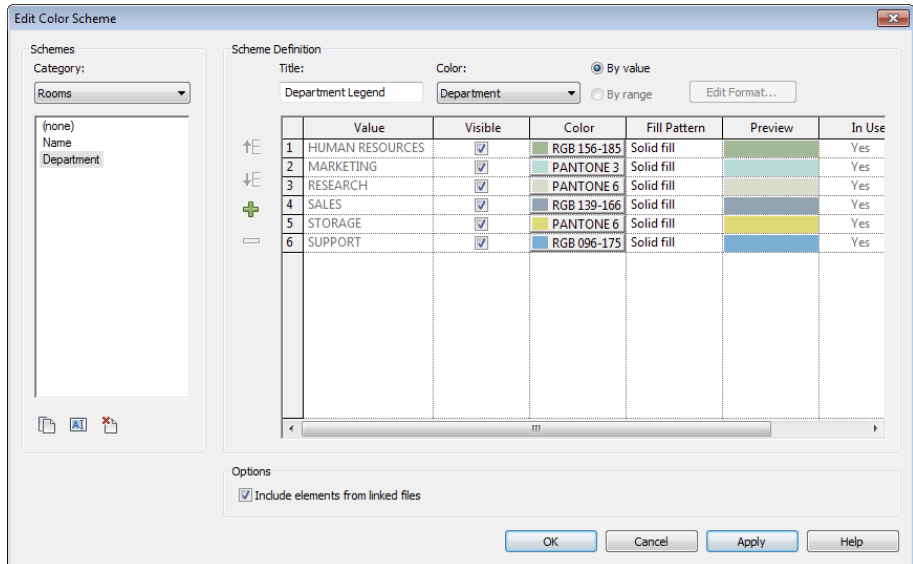 Edit Color Scheme
Schemes
Category:
Rooms
(none)
Name
Department
Scheme Definition
Title:
Color:
By value
Department Legend
Department
By range
Edit Format...
Value Visible Color Fill Pattern Preview In Use
1 HUMAN RESOURCES RGB 156-185 Solid fill Yes
2 MARKETING PANTONE 3 Solid fill Yes
3 RESEARCH PANTONE 6 Solid fill Yes
4 SALES RGB 139-166 Solid fill Yes
5 STORAGE PANTONE 6 Solid fill Yes
6 SUPPORT RGB 096-175 Solid fill Yes
AI
Options
Include elements from linked files
OK Cancel Apply Help